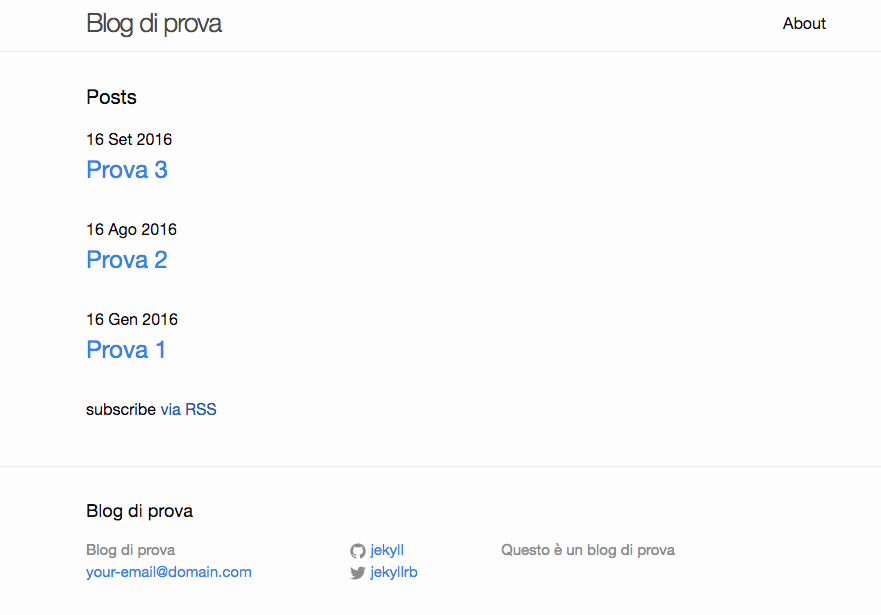 Blog di prova
About
Posts
16 Set 2016
Prova 3
16 Ago 2016
Prova 2
16 Gen 2016
Prova 1
subscribe via RSS
Blog di prova
Blog di prova
your-email@domain.com
jekyll
jekyllrb
Questo è un blog di prova